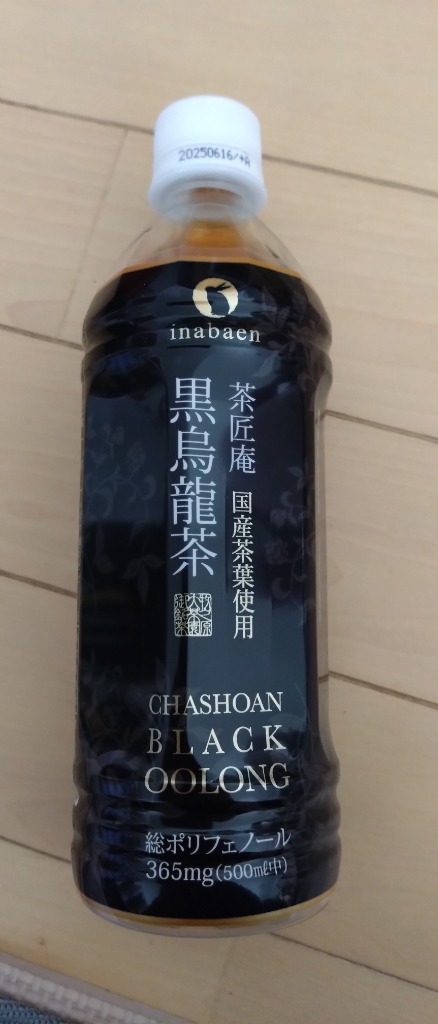 20250616/+A
inabaen
茶匠庵
国産茶葉使用
黒烏龍茶
CHASHOAN
BLACK
OOLONG
総ポリフェノール
365mg(500mℓ中)